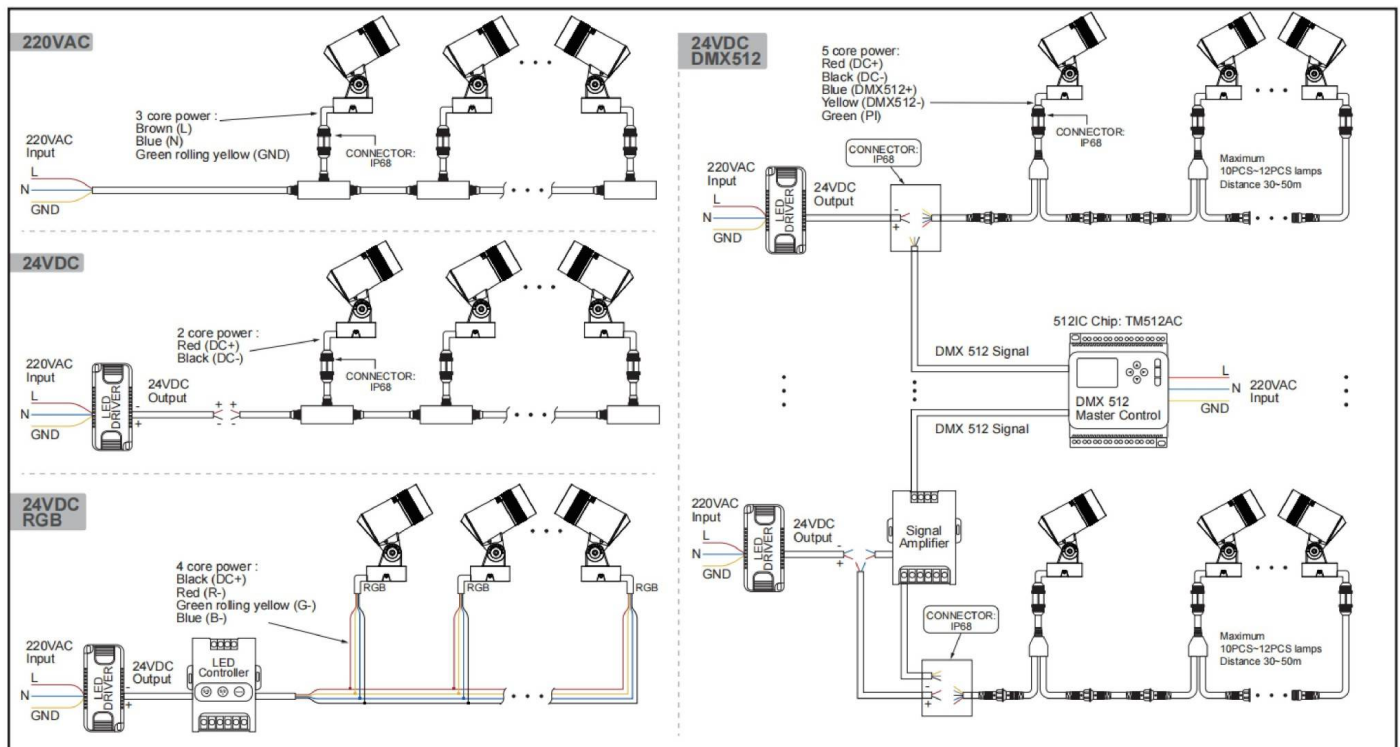 220VAC
3 core power :
Brown (L)
Blue (N)
Green rolling yellow (GND)
220VAC
Input
L
N
GND
CONNECTOR:
IP68
24VDC
2 core power :
Red (DC+)
Black (DC-)
220VAC
Input
L
N
GND
LED
DRIVER
24VDC
Output
-
+
+ +
- -
CONNECTOR:
IP68
24VDC
RGB
4 core power :
Black (DC+)
Red (R-)
Green rolling yellow (G-)
Blue (B-)
RGB
RGB
RGB
220VAC
Input
L
N
GND
LED
DRIVER
24VDC
Output
-
+
LED
Controller
24VDC
DMX512
5 core power:
Red (DC+)
Black (DC-)
Blue (DMX512+)
Yellow (DMX512-)
Green (PI)
CONNECTOR:
IP68
CONNECTOR:
IP68
220VAC
Input
L
N
GND
LED
DRIVER
24VDC
Output
-
+
Maximum
10PCS~12PCS lamps
Distance 30~50m
512IC Chip: TM512AC
DMX 512 Signal
DMX 512
Master Control
L
N
GND
220VAC
Input
DMX 512 Signal
220VAC
Input
L
N
GND
LED
DRIVER
24VDC
Output
-
+
Signal
Amplifier
CONNECTOR:
IP68
-
+
Maximum
10PCS~12PCS lamps
Distance 30~50m